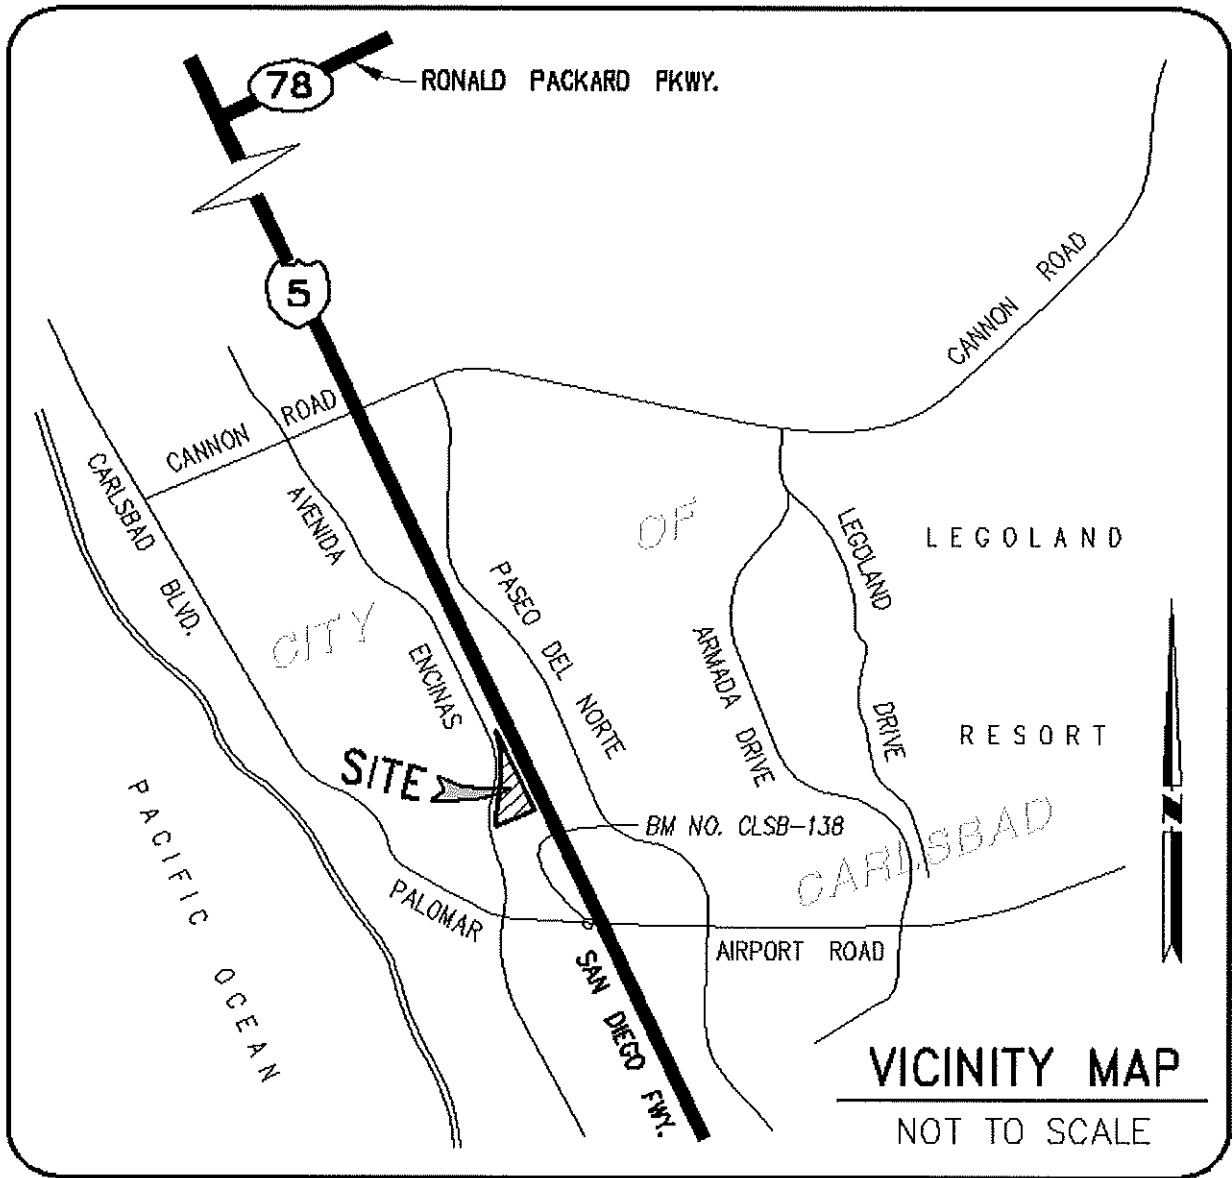 78
RONALD PACKARD PKWY.
5
CANNON ROAD
CANNON ROAD
CARLSBAD BLVD.
AVENIDA ENCINAS
PASEO DEL NORTE
ARMADA DRIVE
LEGOLAND DRIVE
LEGOLAND
RESORT
CITY
OF
CARLSBAD
SITE
BM NO. CLSB-138
PACIFIC OCEAN
PALOMAR
AIRPORT ROAD
SAN DIEGO FWY.
VICINITY MAP
NOT TO SCALE